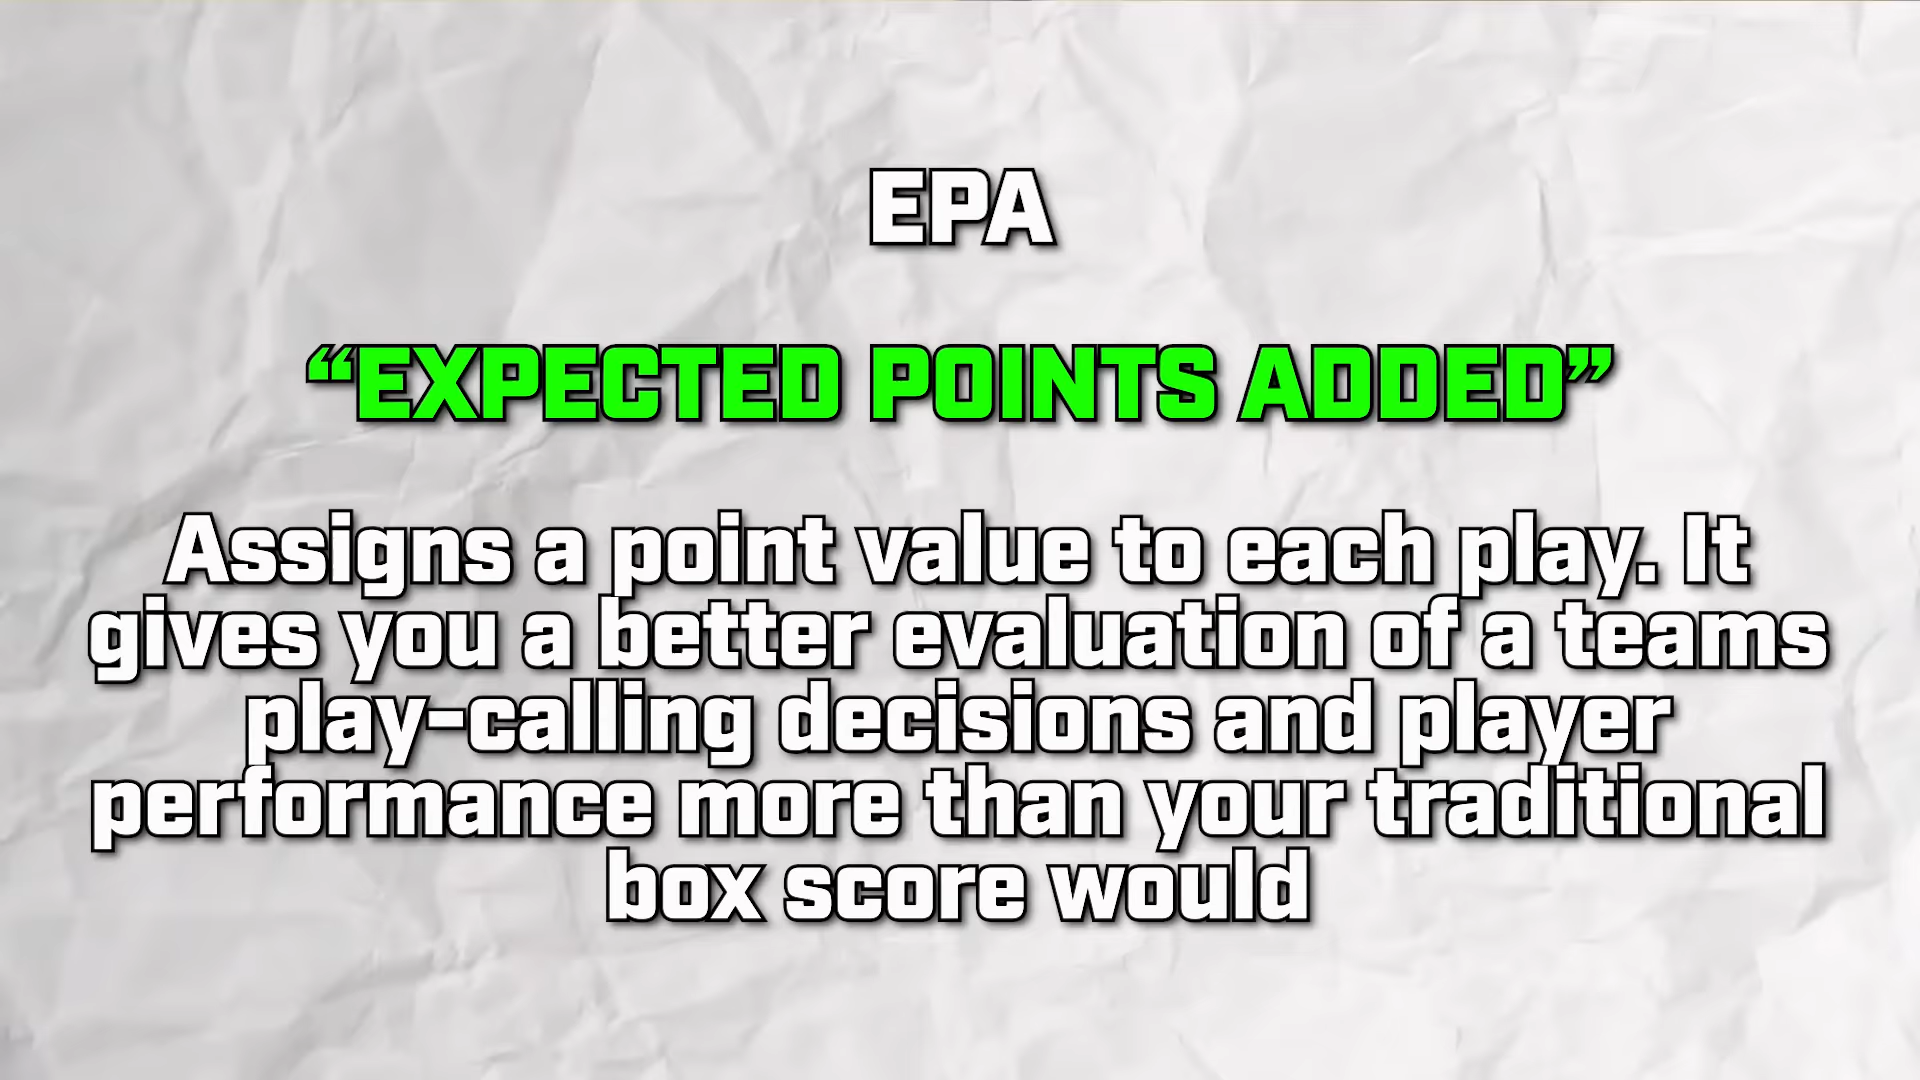 EPA
“EXPECTED POINTS ADDED”
Assigns a point value to each play. It
gives you a better evaluation of a teams
play-calling decisions and player
performance more than your traditional
box score would